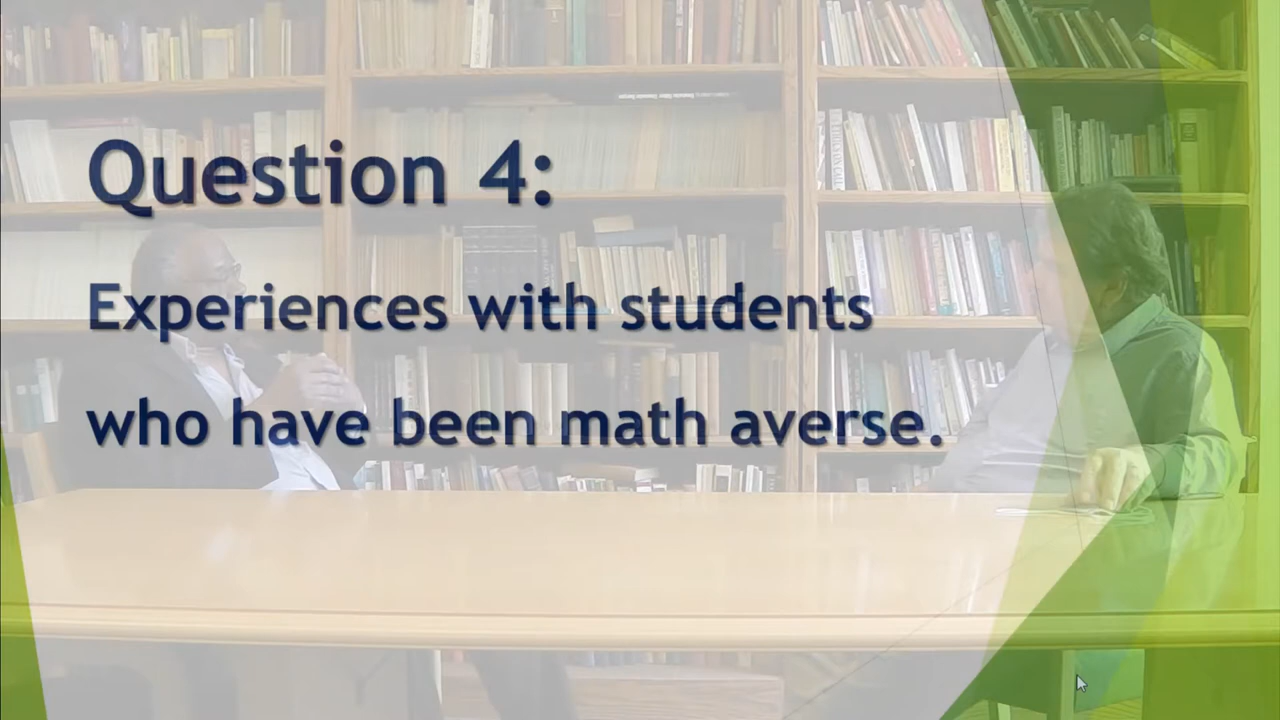 Question 4:
Experiences with students
who have been math averse.